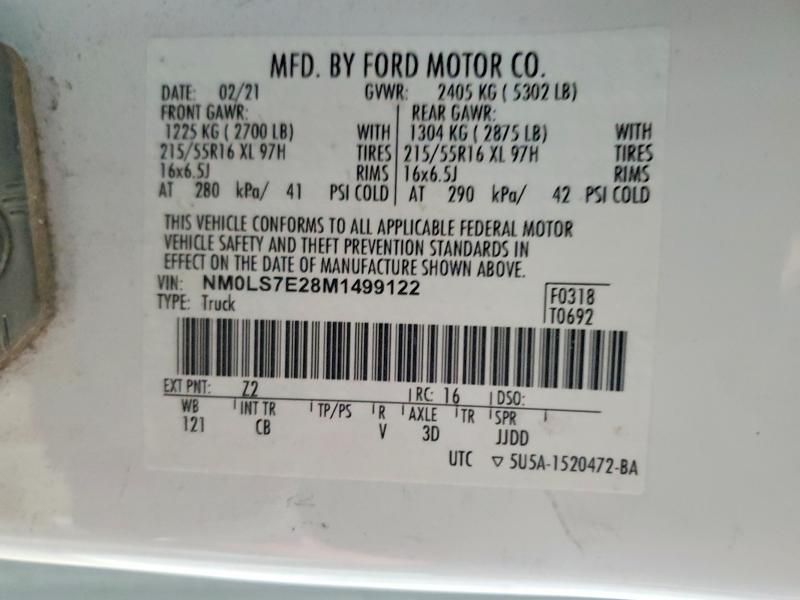 MFD. BY FORD MOTOR CO.
DATE: 02/21 GVWR: 2405 KG ( 5302 LB)
FRONT GAWR: REAR GAWR:
1225 KG ( 2700 LB) WITH 1304 KG ( 2875 LB) WITH
215/55R16 XL 97H TIRES 215/55R16 XL 97H TIRES
16x6.5J RIMS 16x6.5J RIMS
AT 280 kPa/ 41 PSI COLD AT 290 kPa/ 42 PSI COLD
THIS VEHICLE CONFORMS TO ALL APPLICABLE FEDERAL MOTOR
VEHICLE SAFETY AND THEFT PREVENTION STANDARDS IN
EFFECT ON THE DATE OF MANUFACTURE SHOWN ABOVE.
VIN: NM0LS7E28M1499122 F0318
TYPE: Truck T0692
EXT PNT: Z2 RC: 16 DSO:
WB INT TR TP/PS R AXLE TR SPR
121 CB V 3D JJDD
UTC ▽ 5U5A-1520472-BA